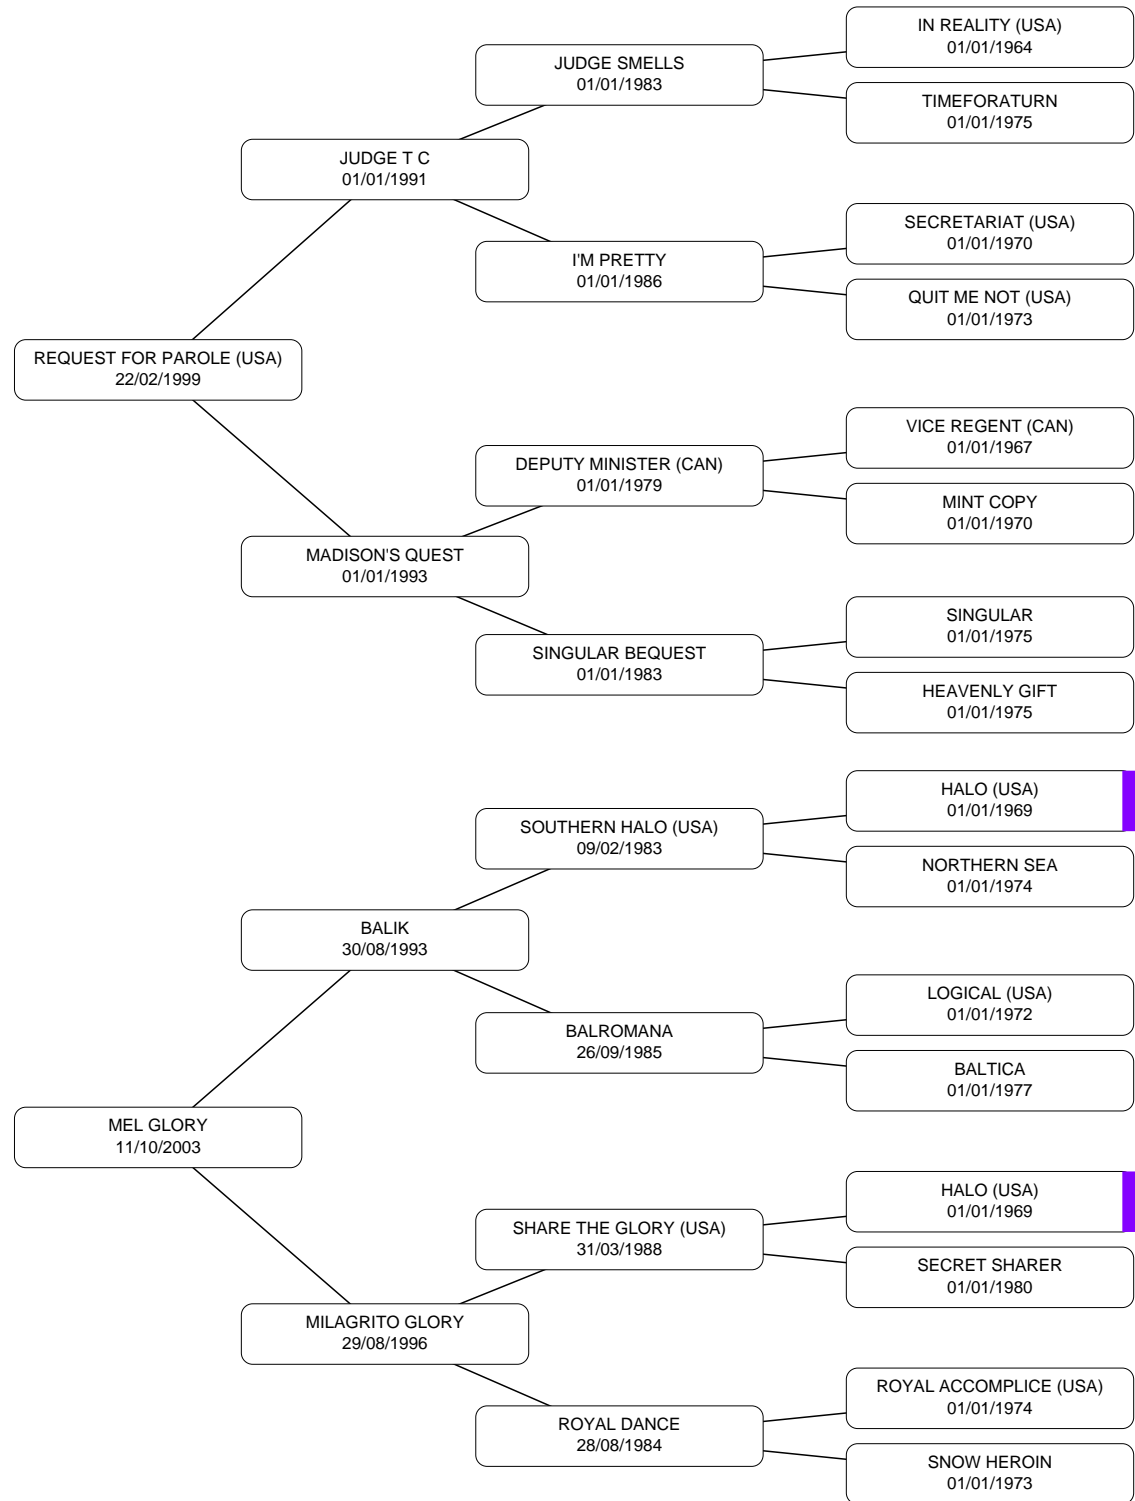 IN REALITY (USA)
01/01/1964
JUDGE SMELLS
01/01/1983
TIMEFORATURN
01/01/1975
JUDGE T C
01/01/1991
SECRETARIAT (USA)
01/01/1970
I'M PRETTY
01/01/1986
QUIT ME NOT (USA)
01/01/1973
REQUEST FOR PAROLE (USA)
22/02/1999
VICE REGENT (CAN)
01/01/1967
DEPUTY MINISTER (CAN)
01/01/1979
MINT COPY
01/01/1970
MADISON'S QUEST
01/01/1993
SINGULAR
01/01/1975
SINGULAR BEQUEST
01/01/1983
HEAVENLY GIFT
01/01/1975
HALO (USA)
01/01/1969
SOUTHERN HALO (USA)
09/02/1983
NORTHERN SEA
01/01/1974
BALIK
30/08/1993
LOGICAL (USA)
01/01/1972
BALROMANA
26/09/1985
BALTICA
01/01/1977
MEL GLORY
11/10/2003
HALO (USA)
01/01/1969
SHARE THE GLORY (USA)
31/03/1988
SECRET SHARER
01/01/1980
MILAGRITO GLORY
29/08/1996
ROYAL ACCOMPLICE (USA)
01/01/1974
ROYAL DANCE
28/08/1984
SNOW HEROIN
01/01/1973